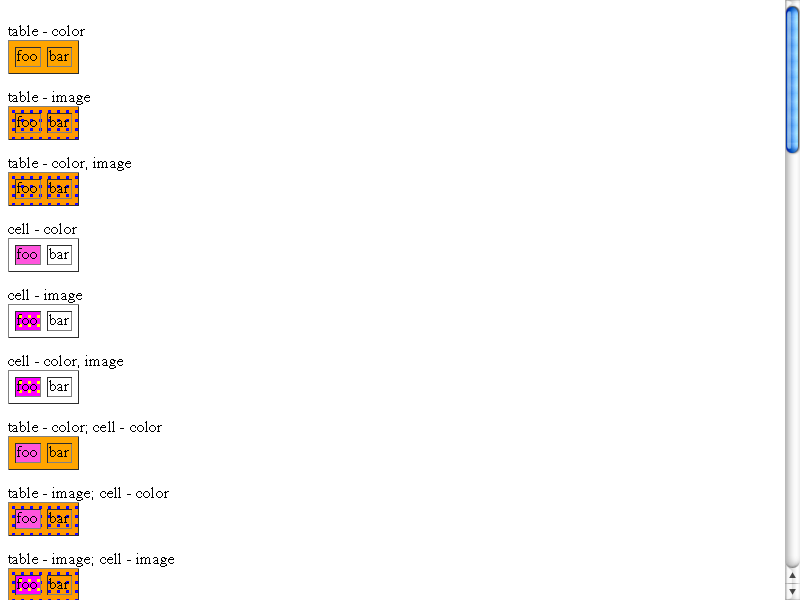 table - color
foo bar
table - image
foo bar
table - color, image
foo bar
cell - color
foo bar
cell - image
foo bar
cell - color, image
foo bar
table - color; cell - color
foo bar
table - image; cell - color
foo bar
table - image; cell - image
foo bar